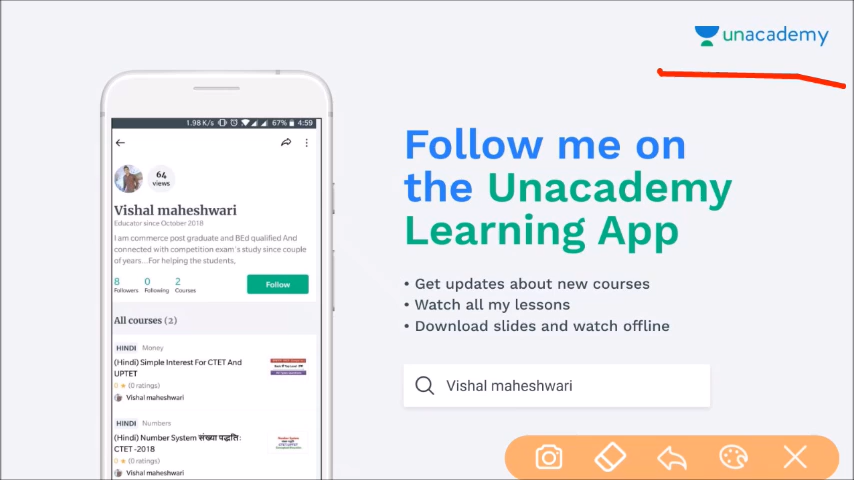 unacademy
1.98 K/s 67% 4:59
64
views
Vishal maheshwari
Educator since October 2018
I am commerce post graduate and BEd qualified And
connected with competition exam's study since couple
of years...For helping the students,
8 0 2
Followers Following Courses
Follow
All courses (2)
HINDI Money
(Hindi) Simple Interest For CTET And
UPTET
0 ★ (0 ratings)
Vishal maheshwari
HINDI Numbers
(Hindi) Number System संख्या पद्धति :
CTET -2018
0 ★ (0 ratings)
Vishal maheshwari
Follow me on
the Unacademy
Learning App
• Get updates about new courses
• Watch all my lessons
• Download slides and watch offline
Vishal maheshwari